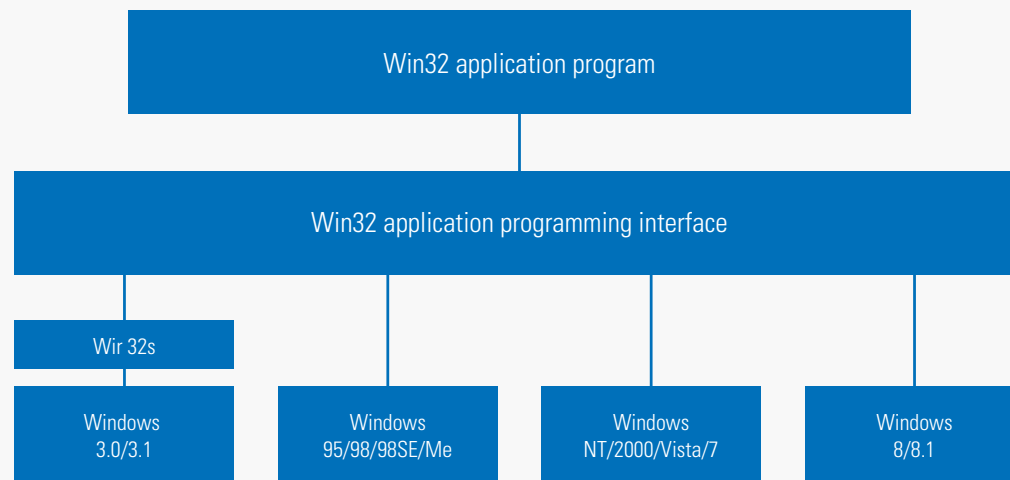 Win32 application program
Win32 application programming interface
Wir 32s
Windows
3.0/3.1
Windows
95/98/98SE/Me
Windows
NT/2000/Vista/7
Windows
8/8.1